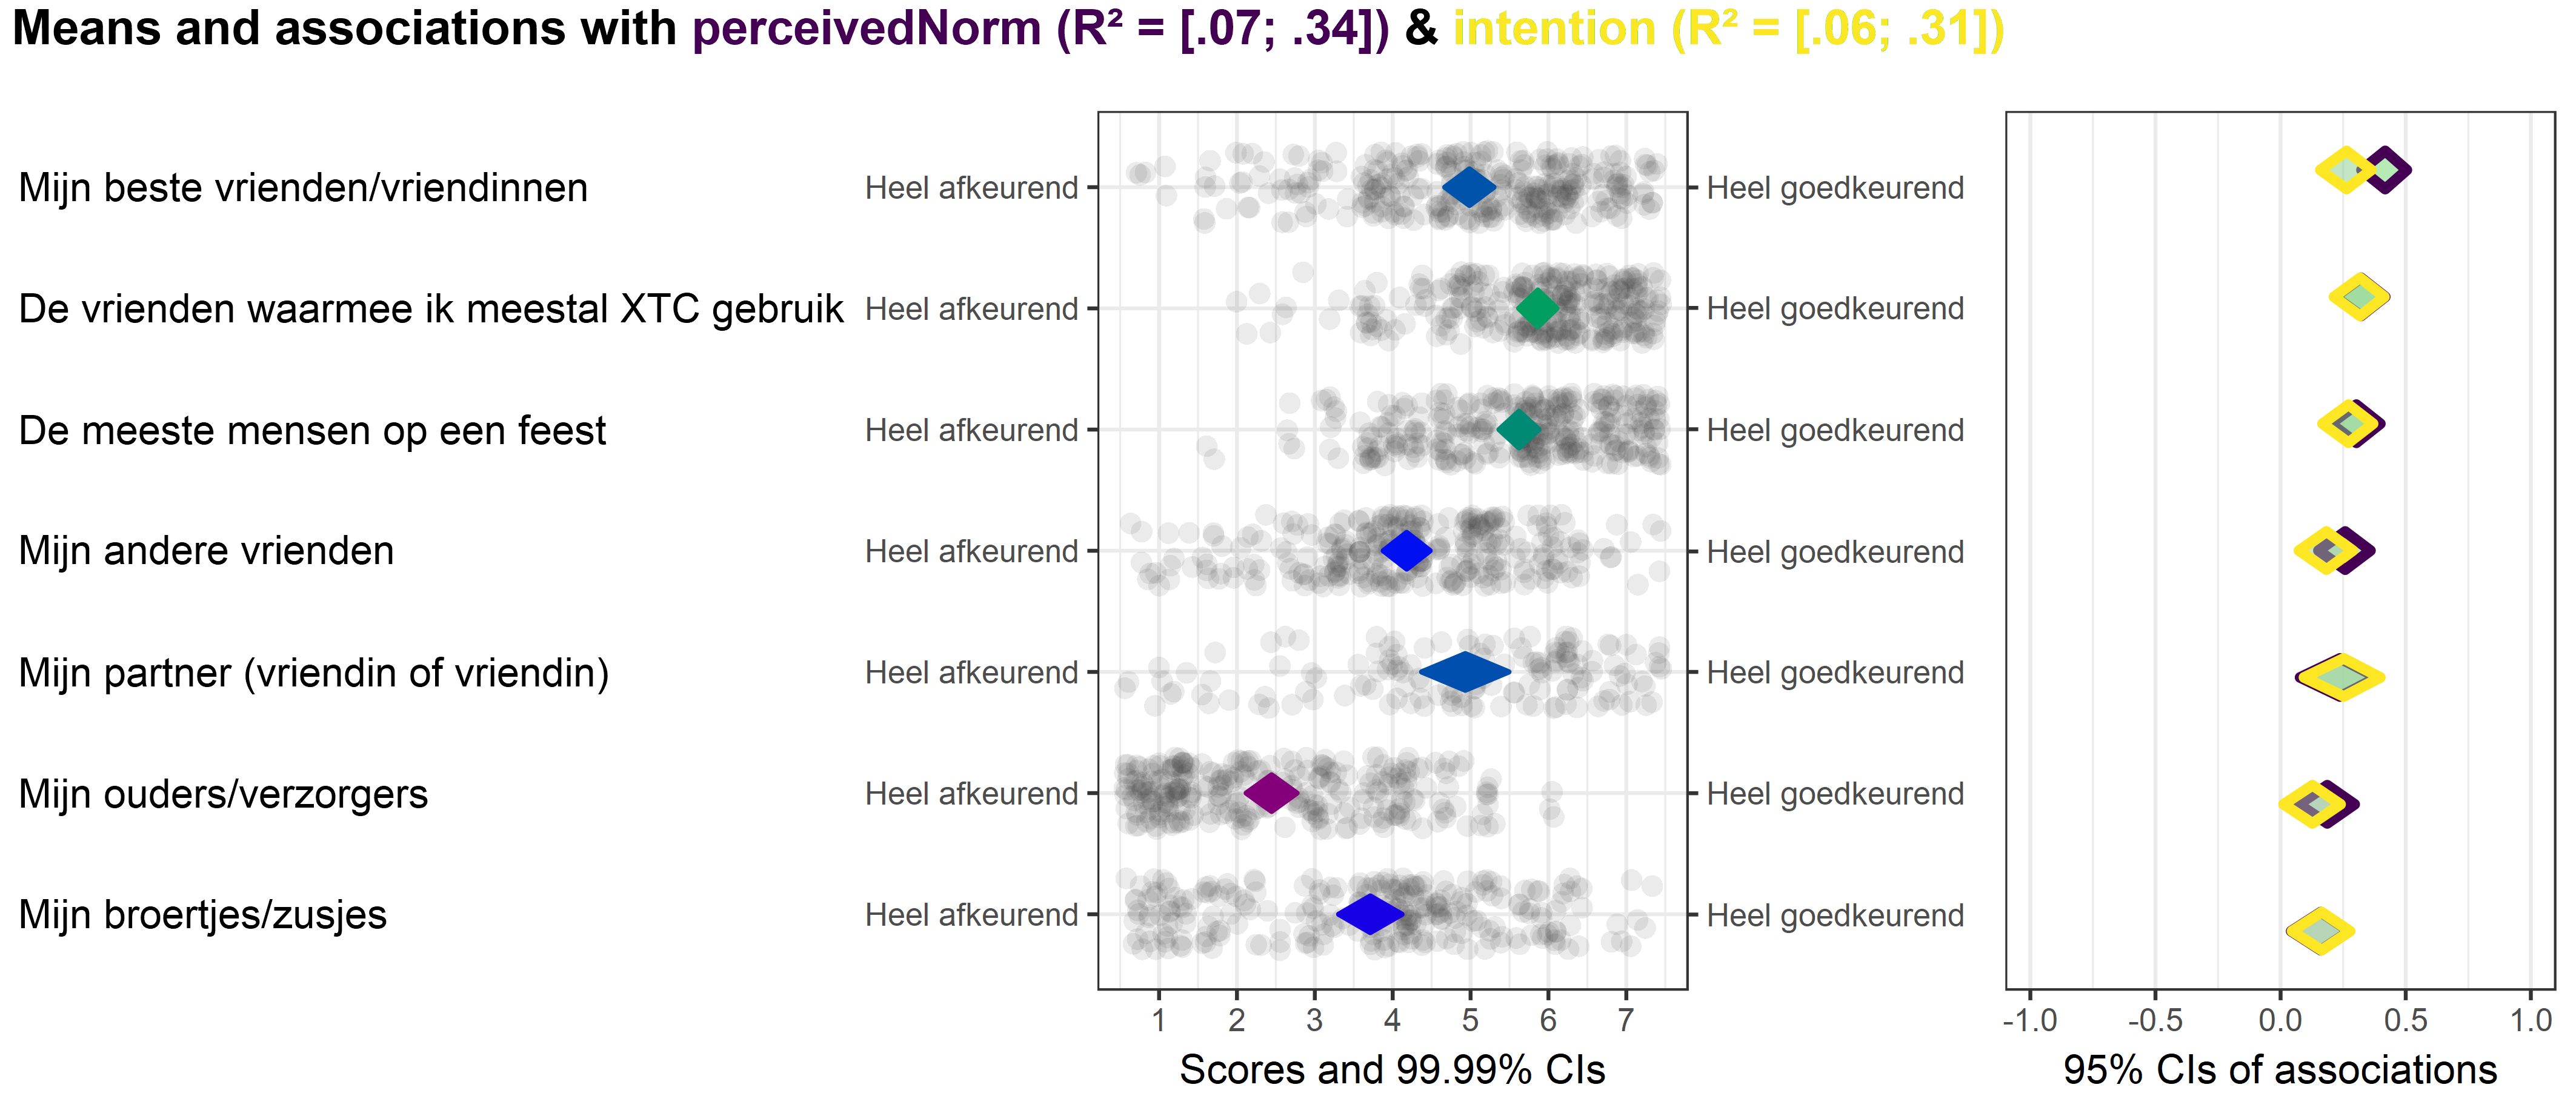 Means and associations with perceivedNorm (R² = [.07; .34]) & intention (R² = [.06; .31])
Mijn beste vrienden/vriendinnen Heel afkeurend Heel goedkeurend
De vrienden waarmee ik meestal XTC gebruik Heel afkeurend Heel goedkeurend
De meeste mensen op een feest Heel afkeurend Heel goedkeurend
Mijn andere vrienden Heel afkeurend Heel goedkeurend
Mijn partner (vriendin of vriendin) Heel afkeurend Heel goedkeurend
Mijn ouders/verzorgers Heel afkeurend Heel goedkeurend
Mijn broertjes/zusjes Heel afkeurend Heel goedkeurend
1 2 3 4 5 6 7
-1.0 -0.5 0.0 0.5 1.0
Scores and 99.99% CIs
95% CIs of associations